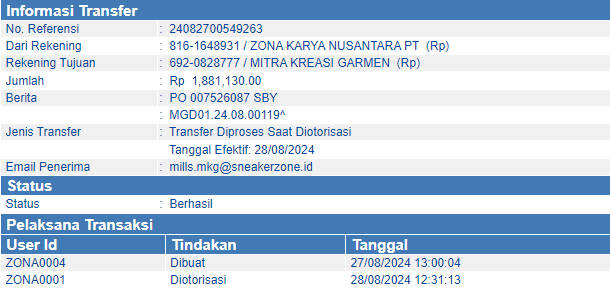 Informasi Transfer
No. Referensi : 24082700549263
Dari Rekening : 816-1648931 / ZONA KARYA NUSANTARA PT (Rp)
Rekening Tujuan : 692-0828777 / MITRA KREASI GARMEN (Rp)
Jumlah : Rp 1,881,130.00
Berita : PO 007526087 SBY
: MGD01.24.08.00119^
Jenis Transfer : Transfer Diproses Saat Diotorisasi
Tanggal Efektif: 28/08/2024
Email Penerima : mills.mkg@sneakerzone.id
Status
Status : Berhasil
Pelaksana Transaksi
User Id Tindakan Tanggal
ZONA0004 Dibuat 27/08/2024 13:00:04
ZONA0001 Diotorisasi 28/08/2024 12:31:13